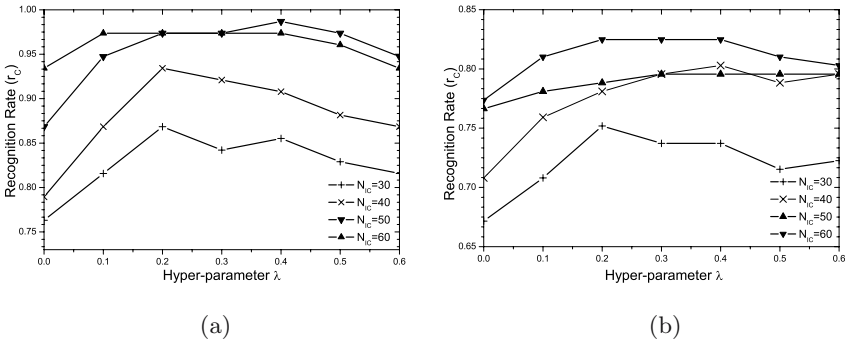 1.00
0.95
0.90
0.85
0.80
0.75
Recognition Rate (r_C)
0.0 0.1 0.2 0.3 0.4 0.5 0.6
Hyper-parameter λ
N_IC=30
N_IC=40
N_IC=50
N_IC=60
(a)
0.85
0.80
0.75
0.70
0.65
Recognition Rate (r_C)
0.0 0.1 0.2 0.3 0.4 0.5 0.6
Hyper-parameter λ
N_IC=30
N_IC=40
N_IC=50
N_IC=60
(b)